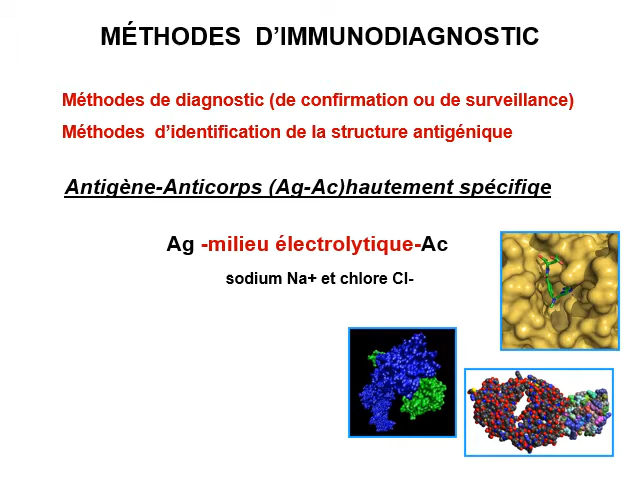 MÉTHODES D’IMMUNODIAGNOSTIC
Méthodes de diagnostic (de confirmation ou de surveillance)
Méthodes d’identification de la structure antigénique
Antigène-Anticorps (Ag-Ac)hautement spécifiqe
Ag -milieu électrolytique-Ac
sodium Na+ et chlore Cl-